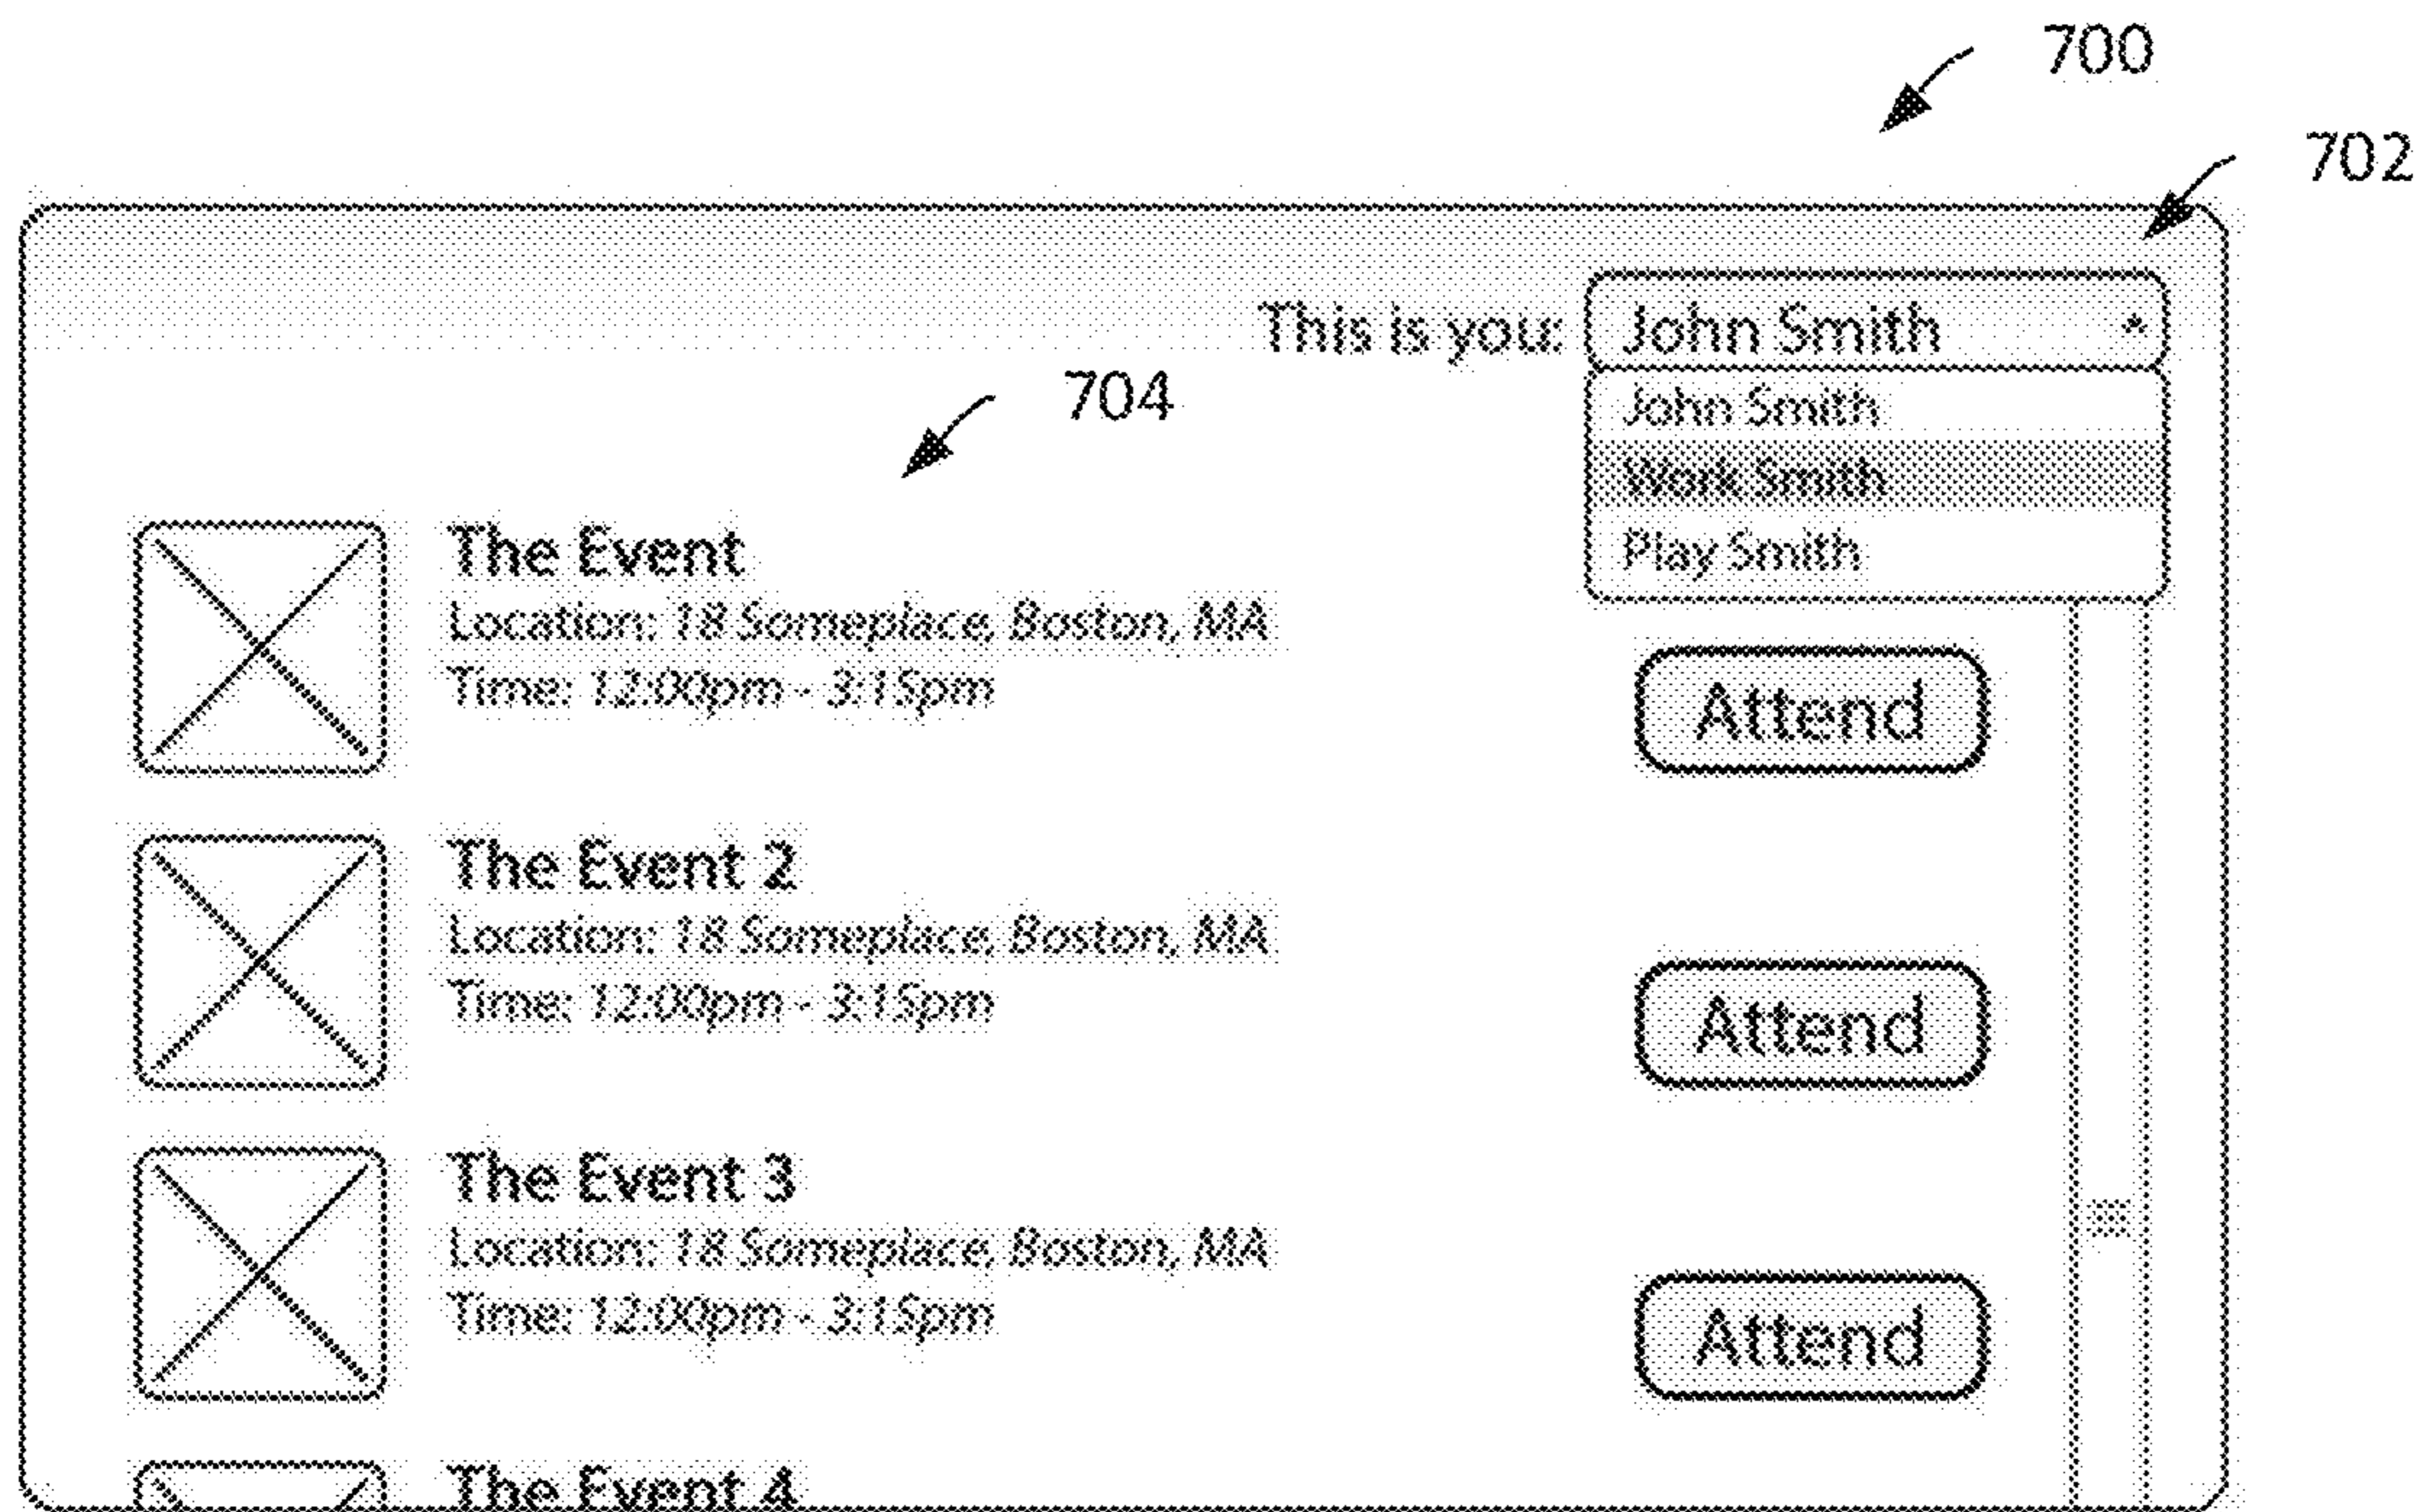 700
702
This is you: John Smith ^
John Smith
Work Smith
Play Smith
704
The Event
Location: 18 Someplace, Boston, MA
Time: 12:00pm - 3:15pm
Attend
The Event 2
Location: 18 Someplace, Boston, MA
Time: 12:00pm - 3:15pm
Attend
The Event 3
Location: 18 Someplace, Boston, MA
Time: 12:00pm - 3:15pm
Attend
The Event 4